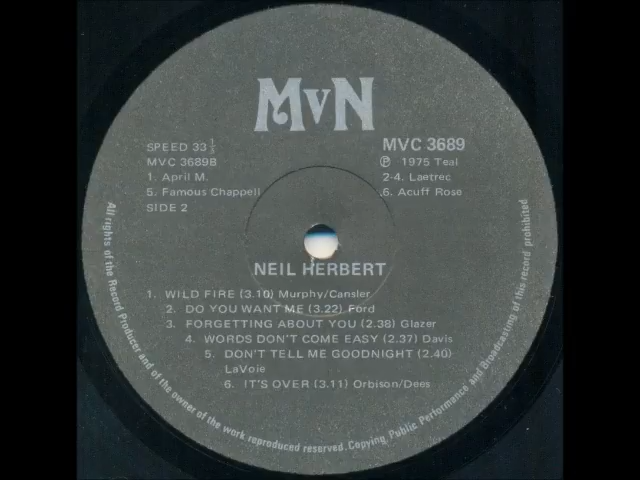 MVN
SPEED 33 1/3
MVC 3689B
1. April M.
5. Famous Chappell
SIDE 2
MVC 3689
Ⓟ 1975 Teal
2-4. Laetrec
6. Acuff Rose
NEIL HERBERT
1. WILD FIRE (3.10) Murphy/Cansler
2. DO YOU WANT ME (3.22) Ford
3. FORGETTING ABOUT YOU (2.38) Glazer
4. WORDS DON'T COME EASY (2.37) Davis
5. DON'T TELL ME GOODNIGHT (2.40)
LaVoie
6. IT'S OVER (3.11) Orbison/Dees
All rights of the Record Producer and of the owner of the work reproduced reserved. Copying, Public Performance and Broadcasting of this record prohibited